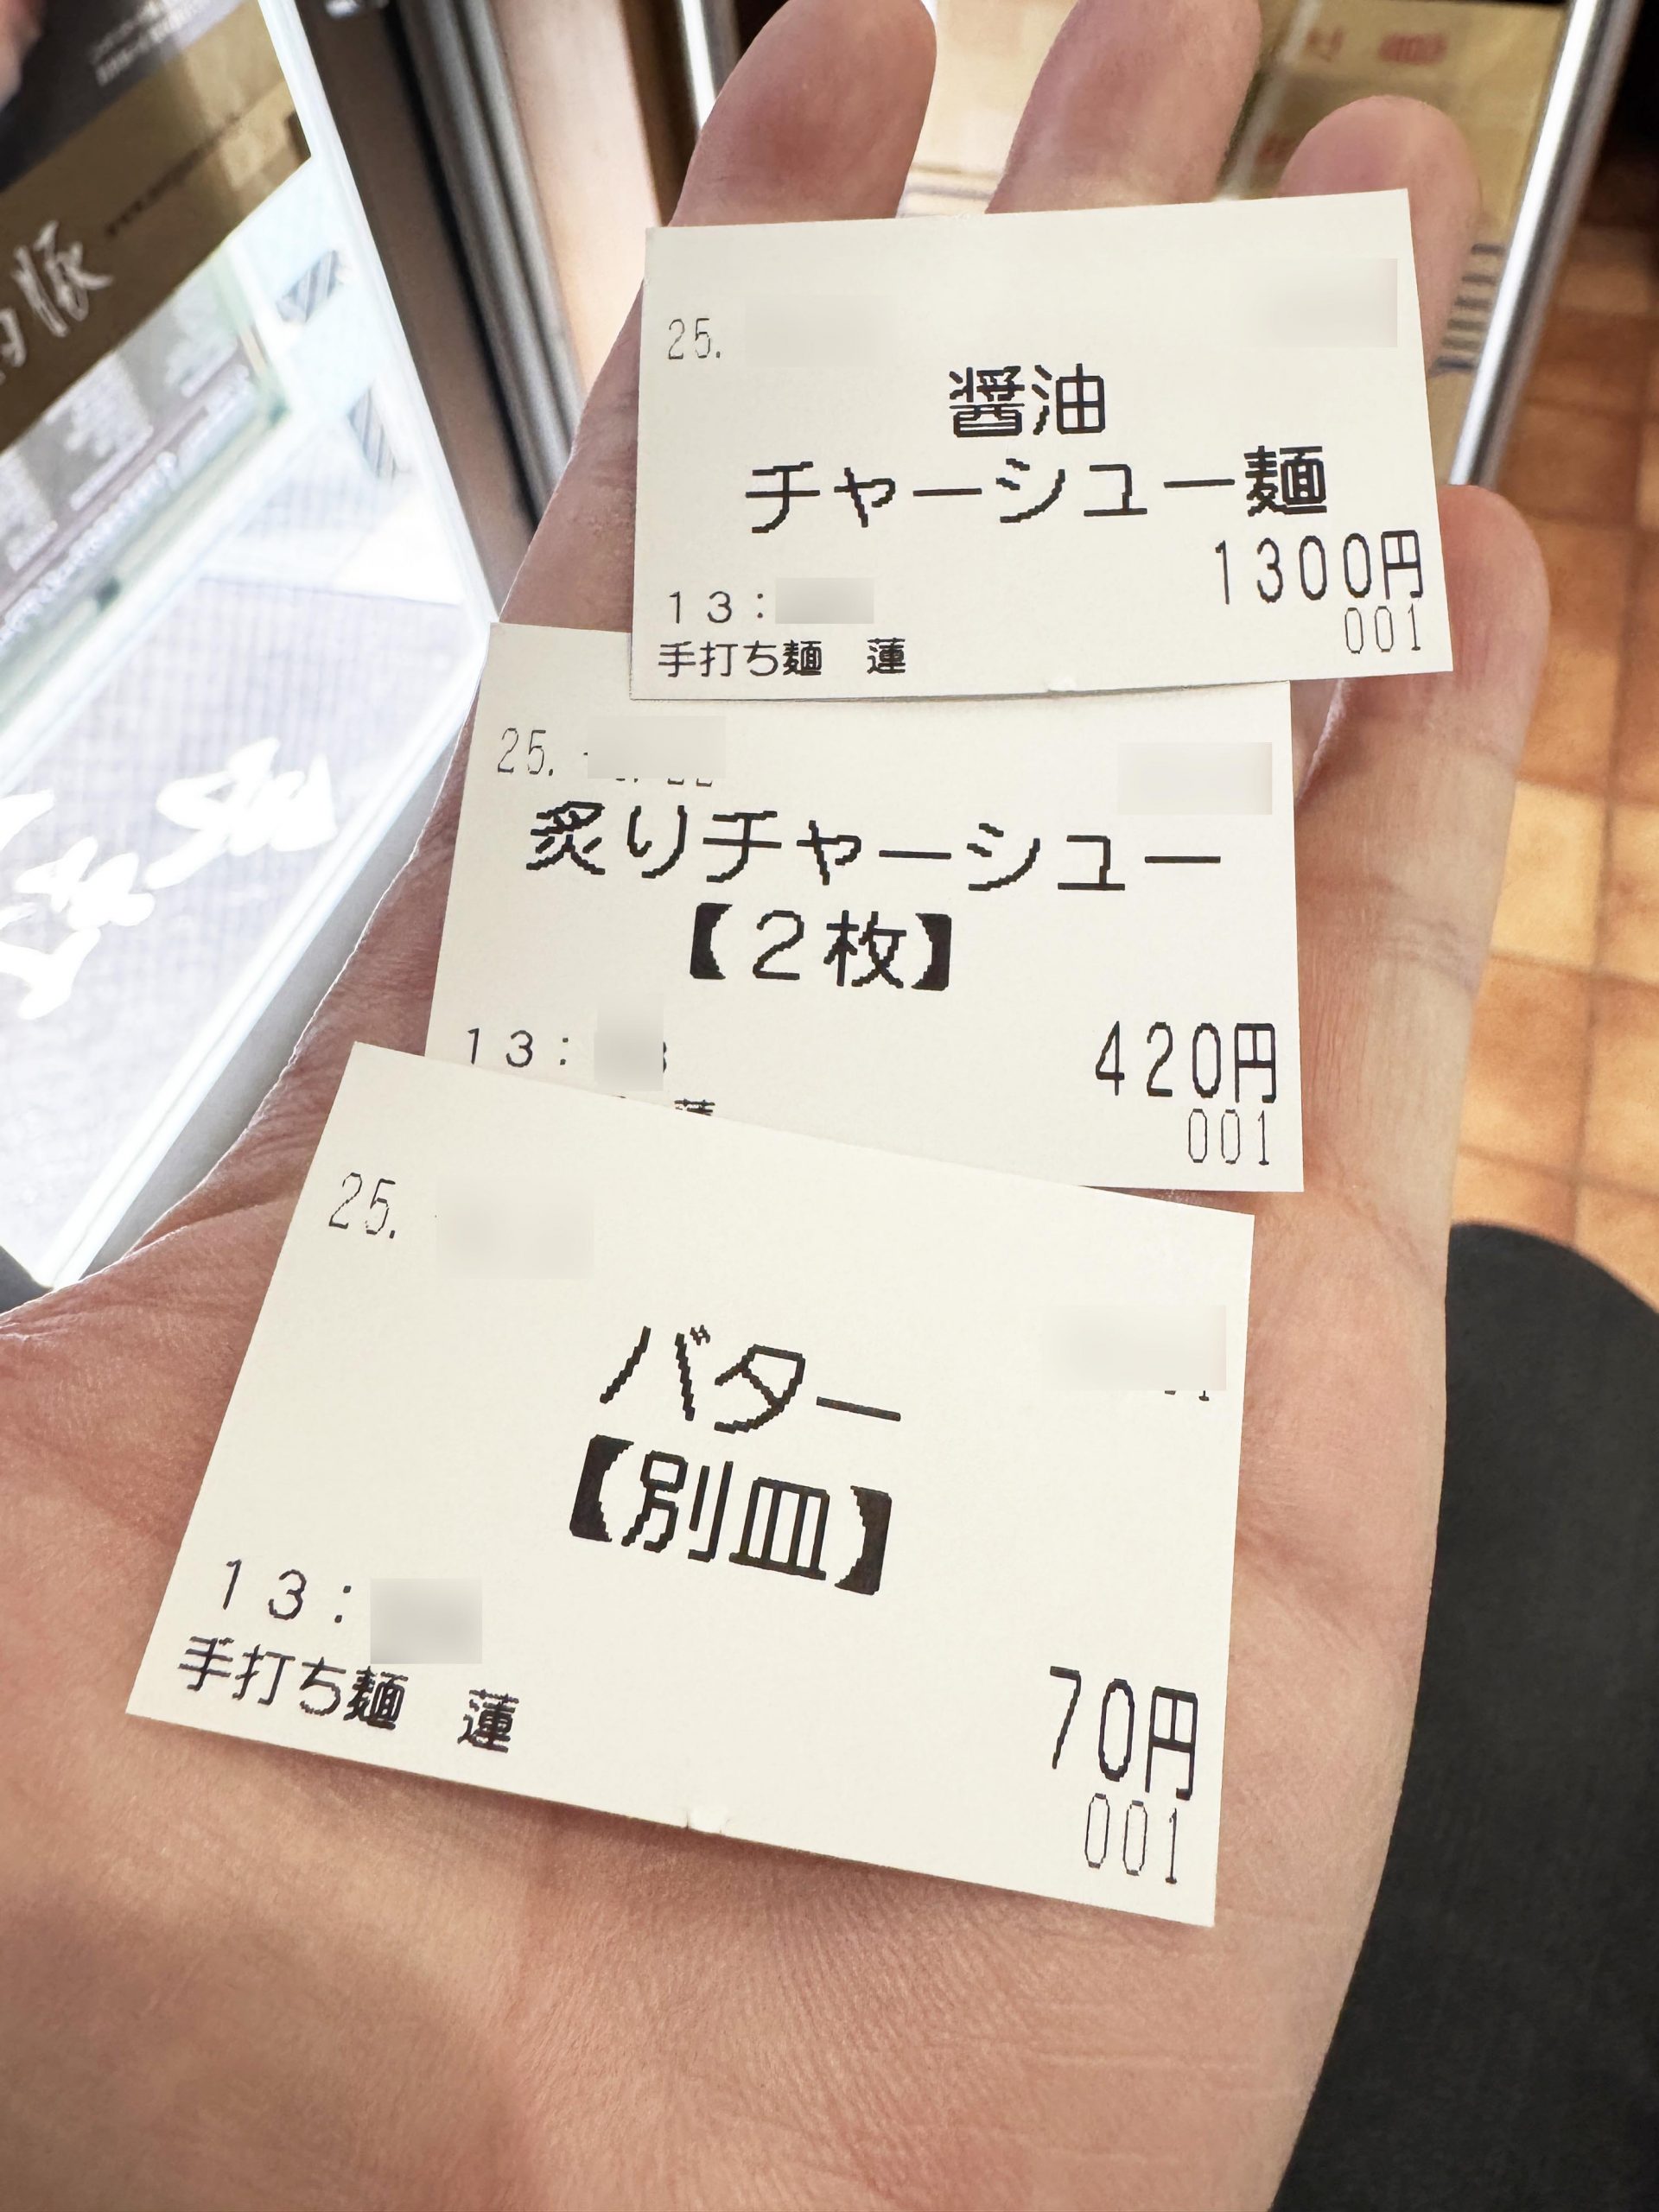 25.
醤油
チャーシュー麺
1300円
13:
001
手打ち麺 蓮
25.
炙りチャーシュー
【2枚】
13:
420円
蓮
001
25.
バター
【別皿】
13:
手打ち麺 蓮
70円
001